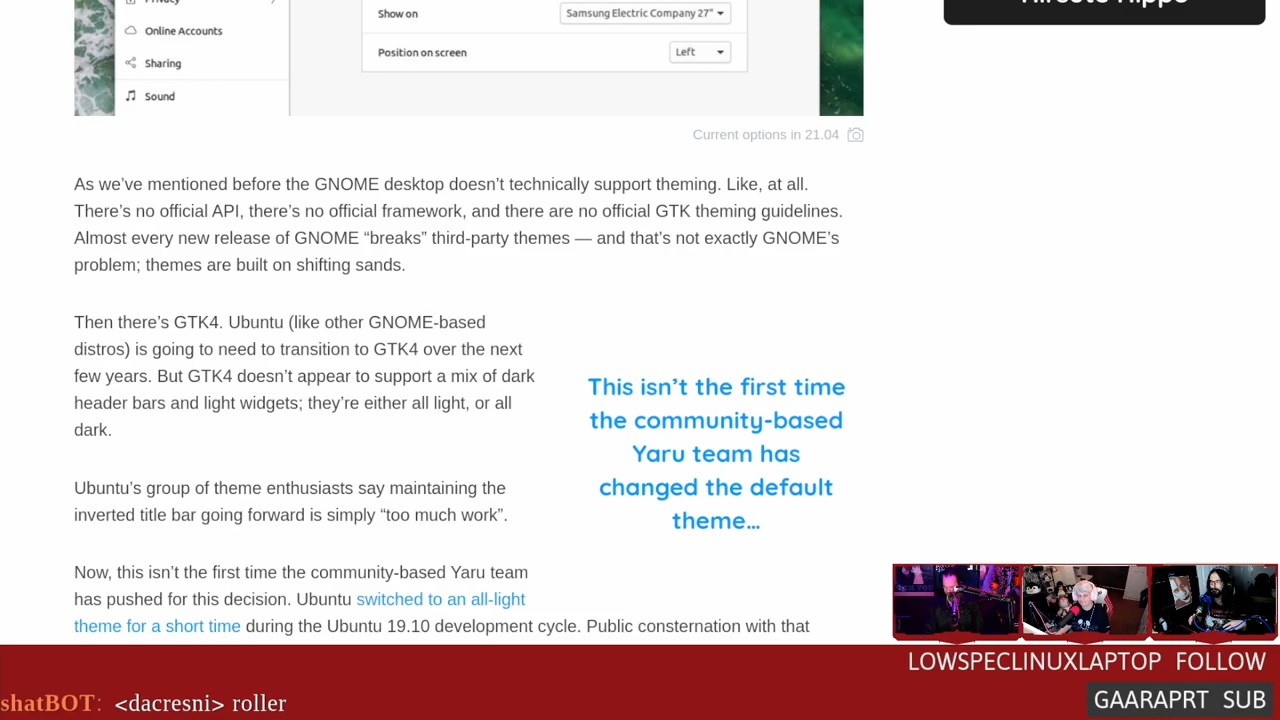 Show on
Samsung Electric Company 27"
Online Accounts
Position on screen
Left
Sharing
Sound
Current options in 21.04
As we’ve mentioned before the GNOME desktop doesn’t technically support theming. Like, at all.
There’s no official API, there’s no official framework, and there are no official GTK theming guidelines.
Almost every new release of GNOME “breaks” third-party themes — and that’s not exactly GNOME’s
problem; themes are built on shifting sands.
Then there’s GTK4. Ubuntu (like other GNOME-based
distros) is going to need to transition to GTK4 over the next
few years. But GTK4 doesn’t appear to support a mix of dark
header bars and light widgets; they’re either all light, or all
dark.
This isn’t the first time
the community-based
Yaru team has
changed the default
theme…
Ubuntu’s group of theme enthusiasts say maintaining the
inverted title bar going forward is simply “too much work”.
Now, this isn’t the first time the community-based Yaru team
has pushed for this decision. Ubuntu switched to an all-light
theme for a short time during the Ubuntu 19.10 development cycle. Public consternation with that
LOWSPECLINUXLAPTOP FOLLOW
GAARAPRT SUB
shatBOT: <dacresni> roller